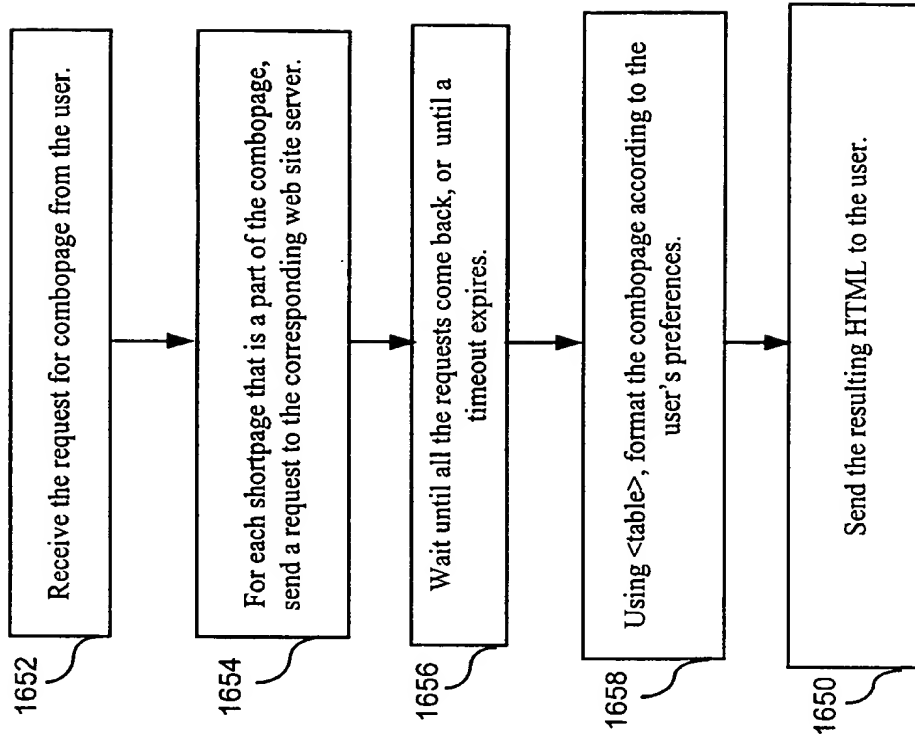 1652
Receive the request for combopage from the user.
1654
For each shortpage that is a part of the combopage,
send a request to the corresponding web site server.
1656
Wait until all the requests come back, or until a
timeout expires.
1658
Using <table>, format the combopage according to the
user's preferences.
1650
Send the resulting HTML to the user.